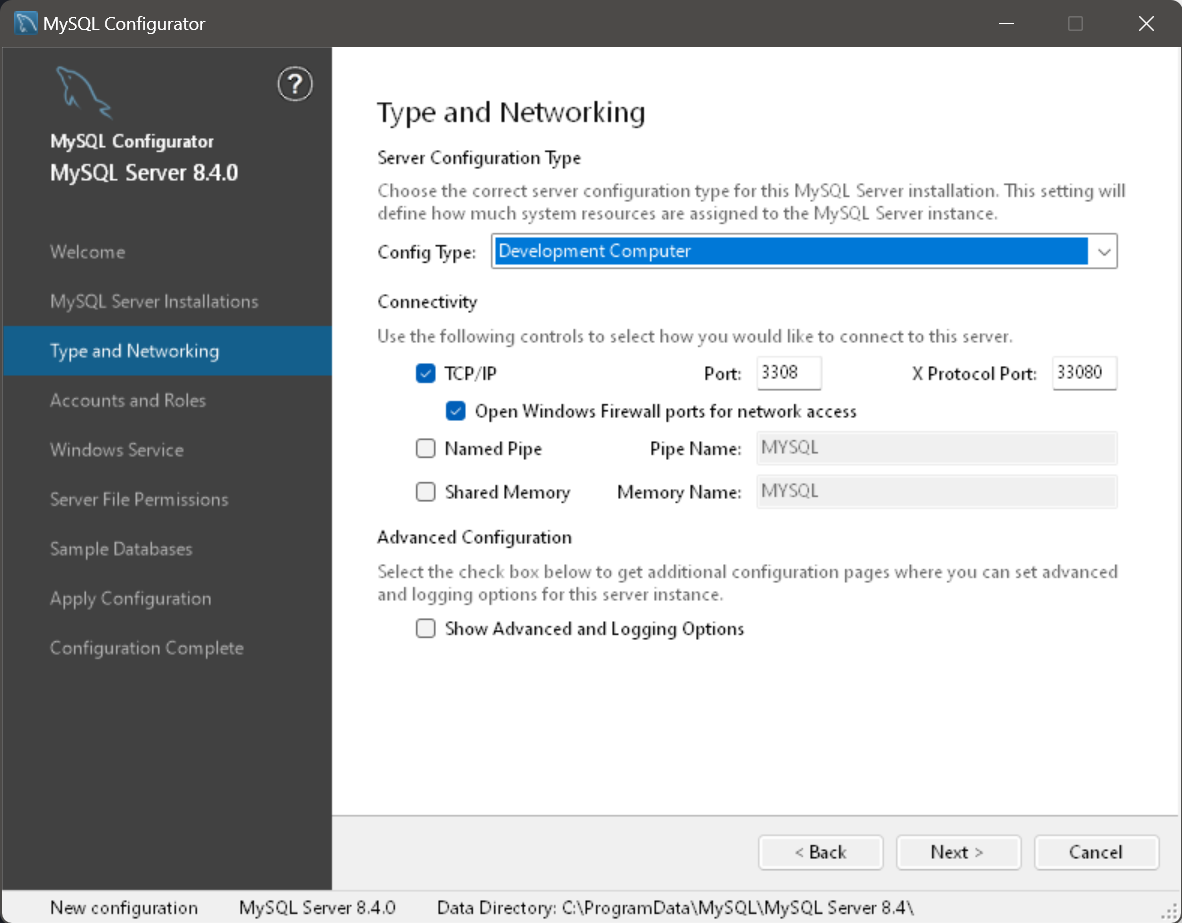 MySQL Configurator
?
MySQL Configurator
MySQL Server 8.4.0
Welcome
MySQL Server Installations
Type and Networking
Accounts and Roles
Windows Service
Server File Permissions
Sample Databases
Apply Configuration
Configuration Complete
Type and Networking
Server Configuration Type
Choose the correct server configuration type for this MySQL Server installation. This setting will
define how much system resources are assigned to the MySQL Server instance.
Config Type: Development Computer
Connectivity
Use the following controls to select how you would like to connect to this server.
TCP/IP Port: 3308 X Protocol Port: 33080
Open Windows Firewall ports for network access
Named Pipe Pipe Name: MYSQL
Shared Memory Memory Name: MYSQL
Advanced Configuration
Select the check box below to get additional configuration pages where you can set advanced
and logging options for this server instance.
Show Advanced and Logging Options
< Back Next > Cancel
New configuration MySQL Server 8.4.0 Data Directory: C:\ProgramData\MySQL\MySQL Server 8.4\